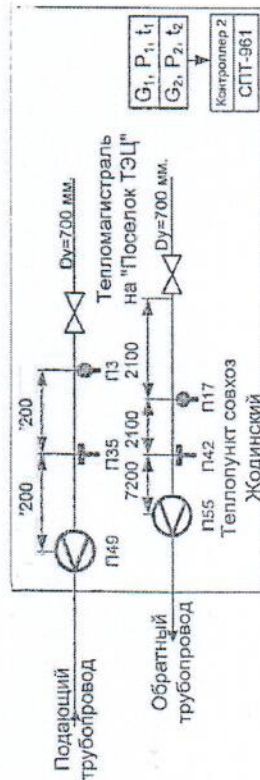 Подающий
трубопровод
П49
"200
П35
"200
П3
Dy=700 мм.
Тепломагистраль
на "Поселок ТЭЦ"
Обратный
трубопровод
П55
7200
П42
2100
П17
2100
Dy=700 мм.
Теплопункт совхоз
Жодинский
G1, P1, t1
G2, P2, t2
Контроллер 2
СПТ-961